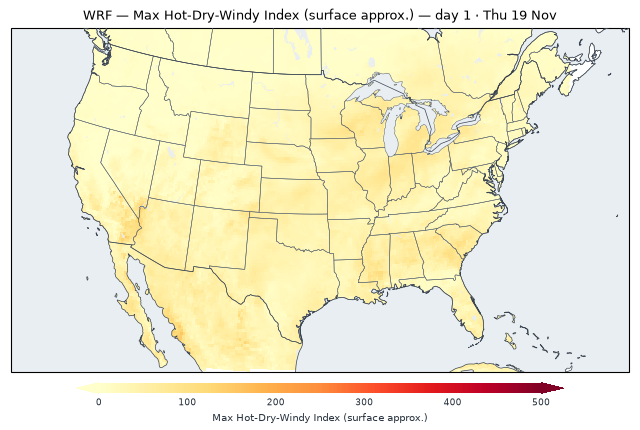 WRF — Max Hot-Dry-Windy Index (surface approx.) — day 1 · Thu 19 Nov
0 100 200 300 400 500
Max Hot-Dry-Windy Index (surface approx.)